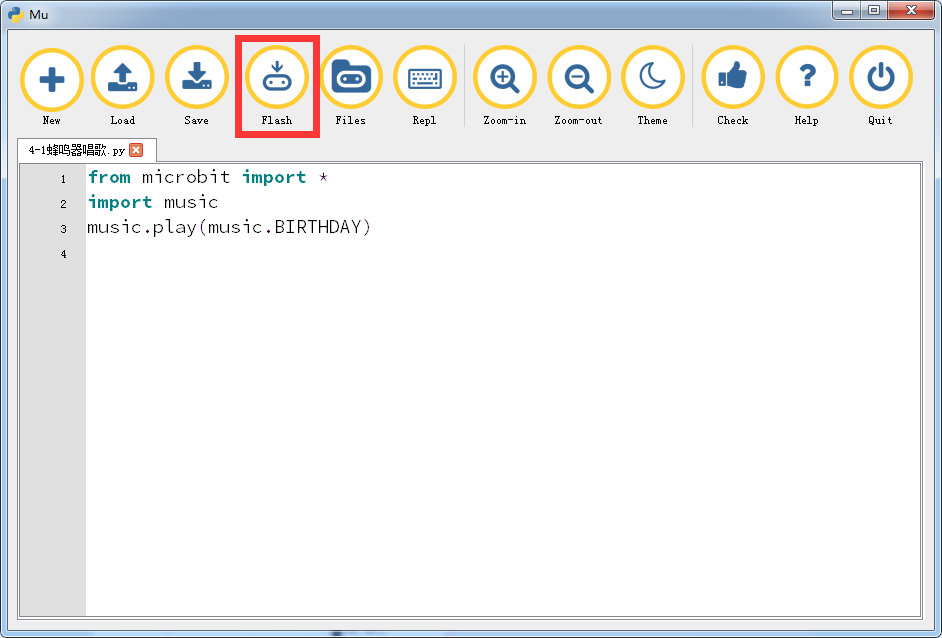 Mu
New Load Save Flash Files Repl Zoom-in Zoom-out Theme Check Help Quit
4-1蜂鸣器唱歌.py
1 from microbit import *
2 import music
3 music.play(music.BIRTHDAY)
4